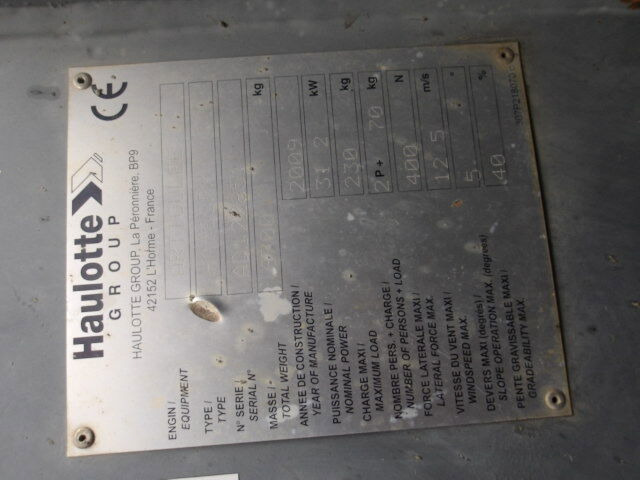 Haulotte
GROUP
CE
HAULOTTE GROUP, La Péronnière, BP9
42152 L'Horme - France
ENGIN /
EQUIPMENT
TYPE /
TYPE
N° SERIE /
SERIAL N°
MASSE / kg
TOTAL WEIGHT
ANNEE DE CONSTRUCTION / 2009
YEAR OF MANUFACTURE
PUISSANCE NOMINALE / 31 2 kW
NOMINAL POWER
CHARGE MAXI / 230 kg
MAXIMUM LOAD
NOMBRE PERS. + CHARGE / 2 P + 70 kg
NUMBER OF PERSONS + LOAD
FORCE LATERALE MAXI / 400 N
LATERAL FORCE MAX.
VITESSE DU VENT MAXI / 12 5 m/s
WINDSPEED MAX.
DEVERS MAXI (degrés) / 5 °
SLOPE OPERATION MAX. (degrees)
PENTE GRAVISSABLE MAXI / 40 %
GRADEABILITY MAX.